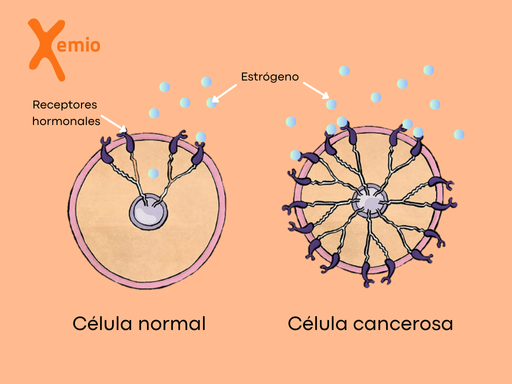 Xemio
Estrógeno
Receptores
hormonales
Célula normal
Célula cancerosa